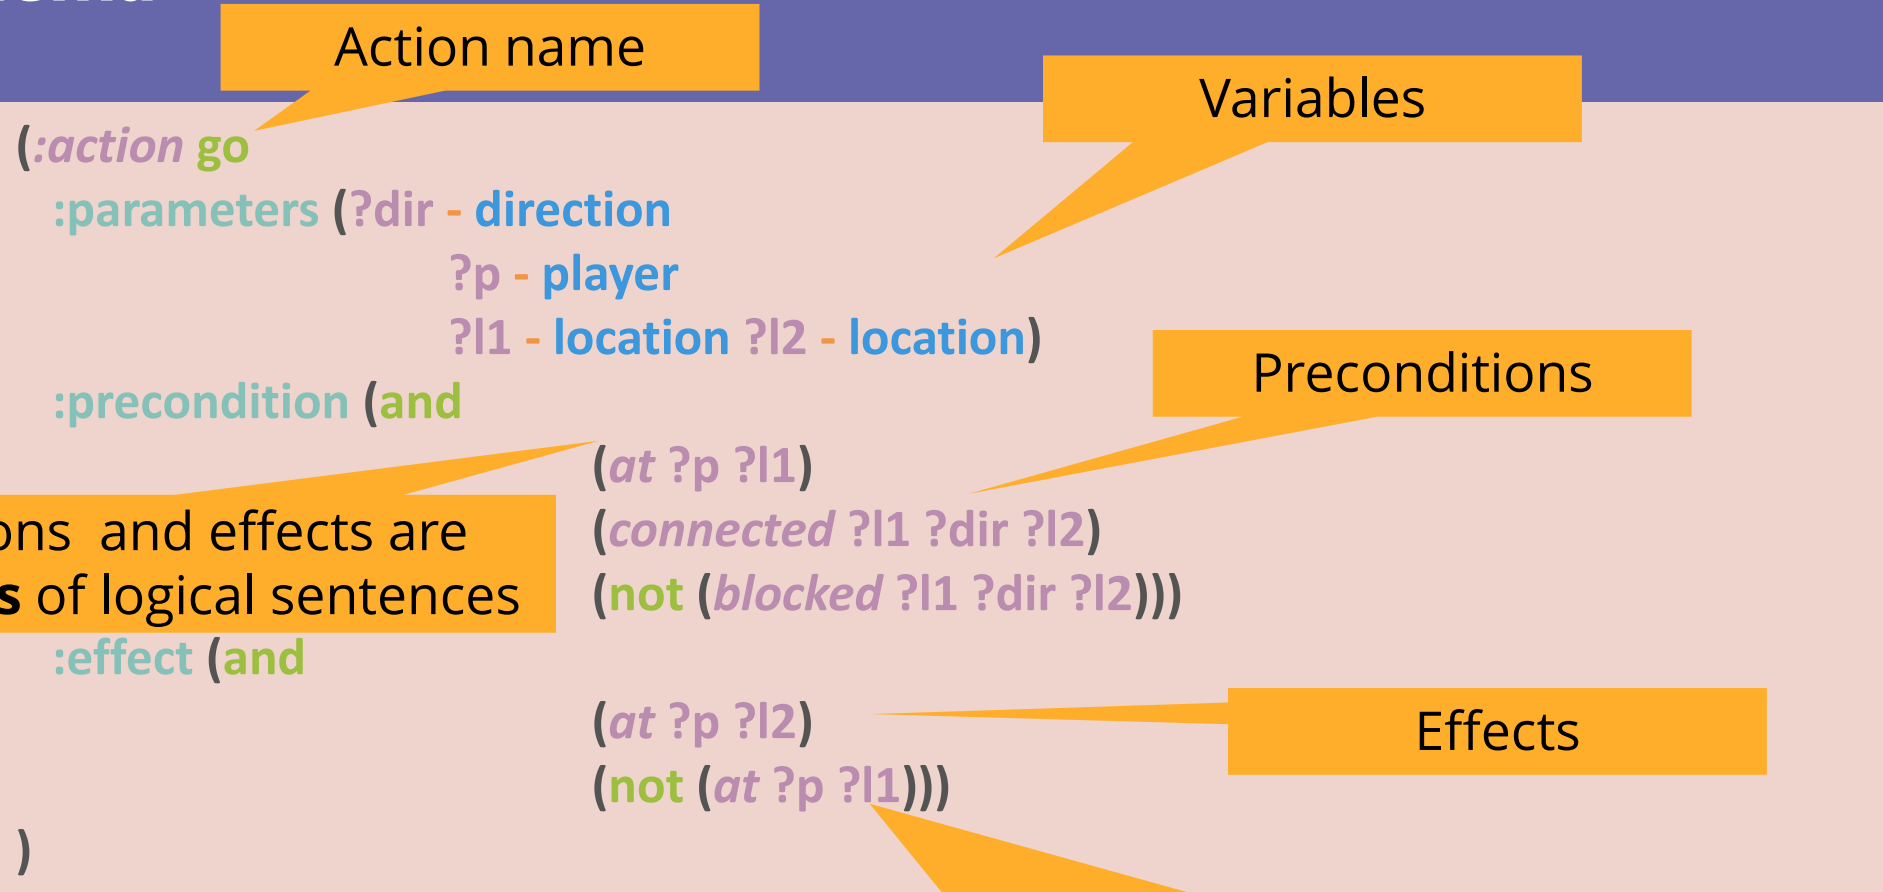 Action name
Variables
(:action go
:parameters (?dir - direction
?p - player
?l1 - location ?l2 - location)
Preconditions
:precondition (and
(at ?p ?l1)
and effects are
of logical sentences
(connected ?l1 ?dir ?l2)
(not (blocked ?l1 ?dir ?l2)))
:effect (and
(at ?p ?l2)
Effects
(not (at ?p ?l1)))
)